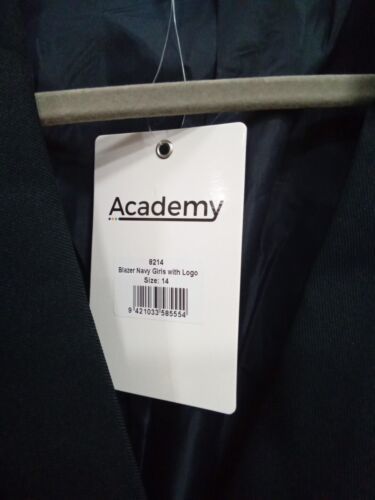 Academy
8214
Blazer Navy Girls with Logo
Size: 14
9 421033 585554